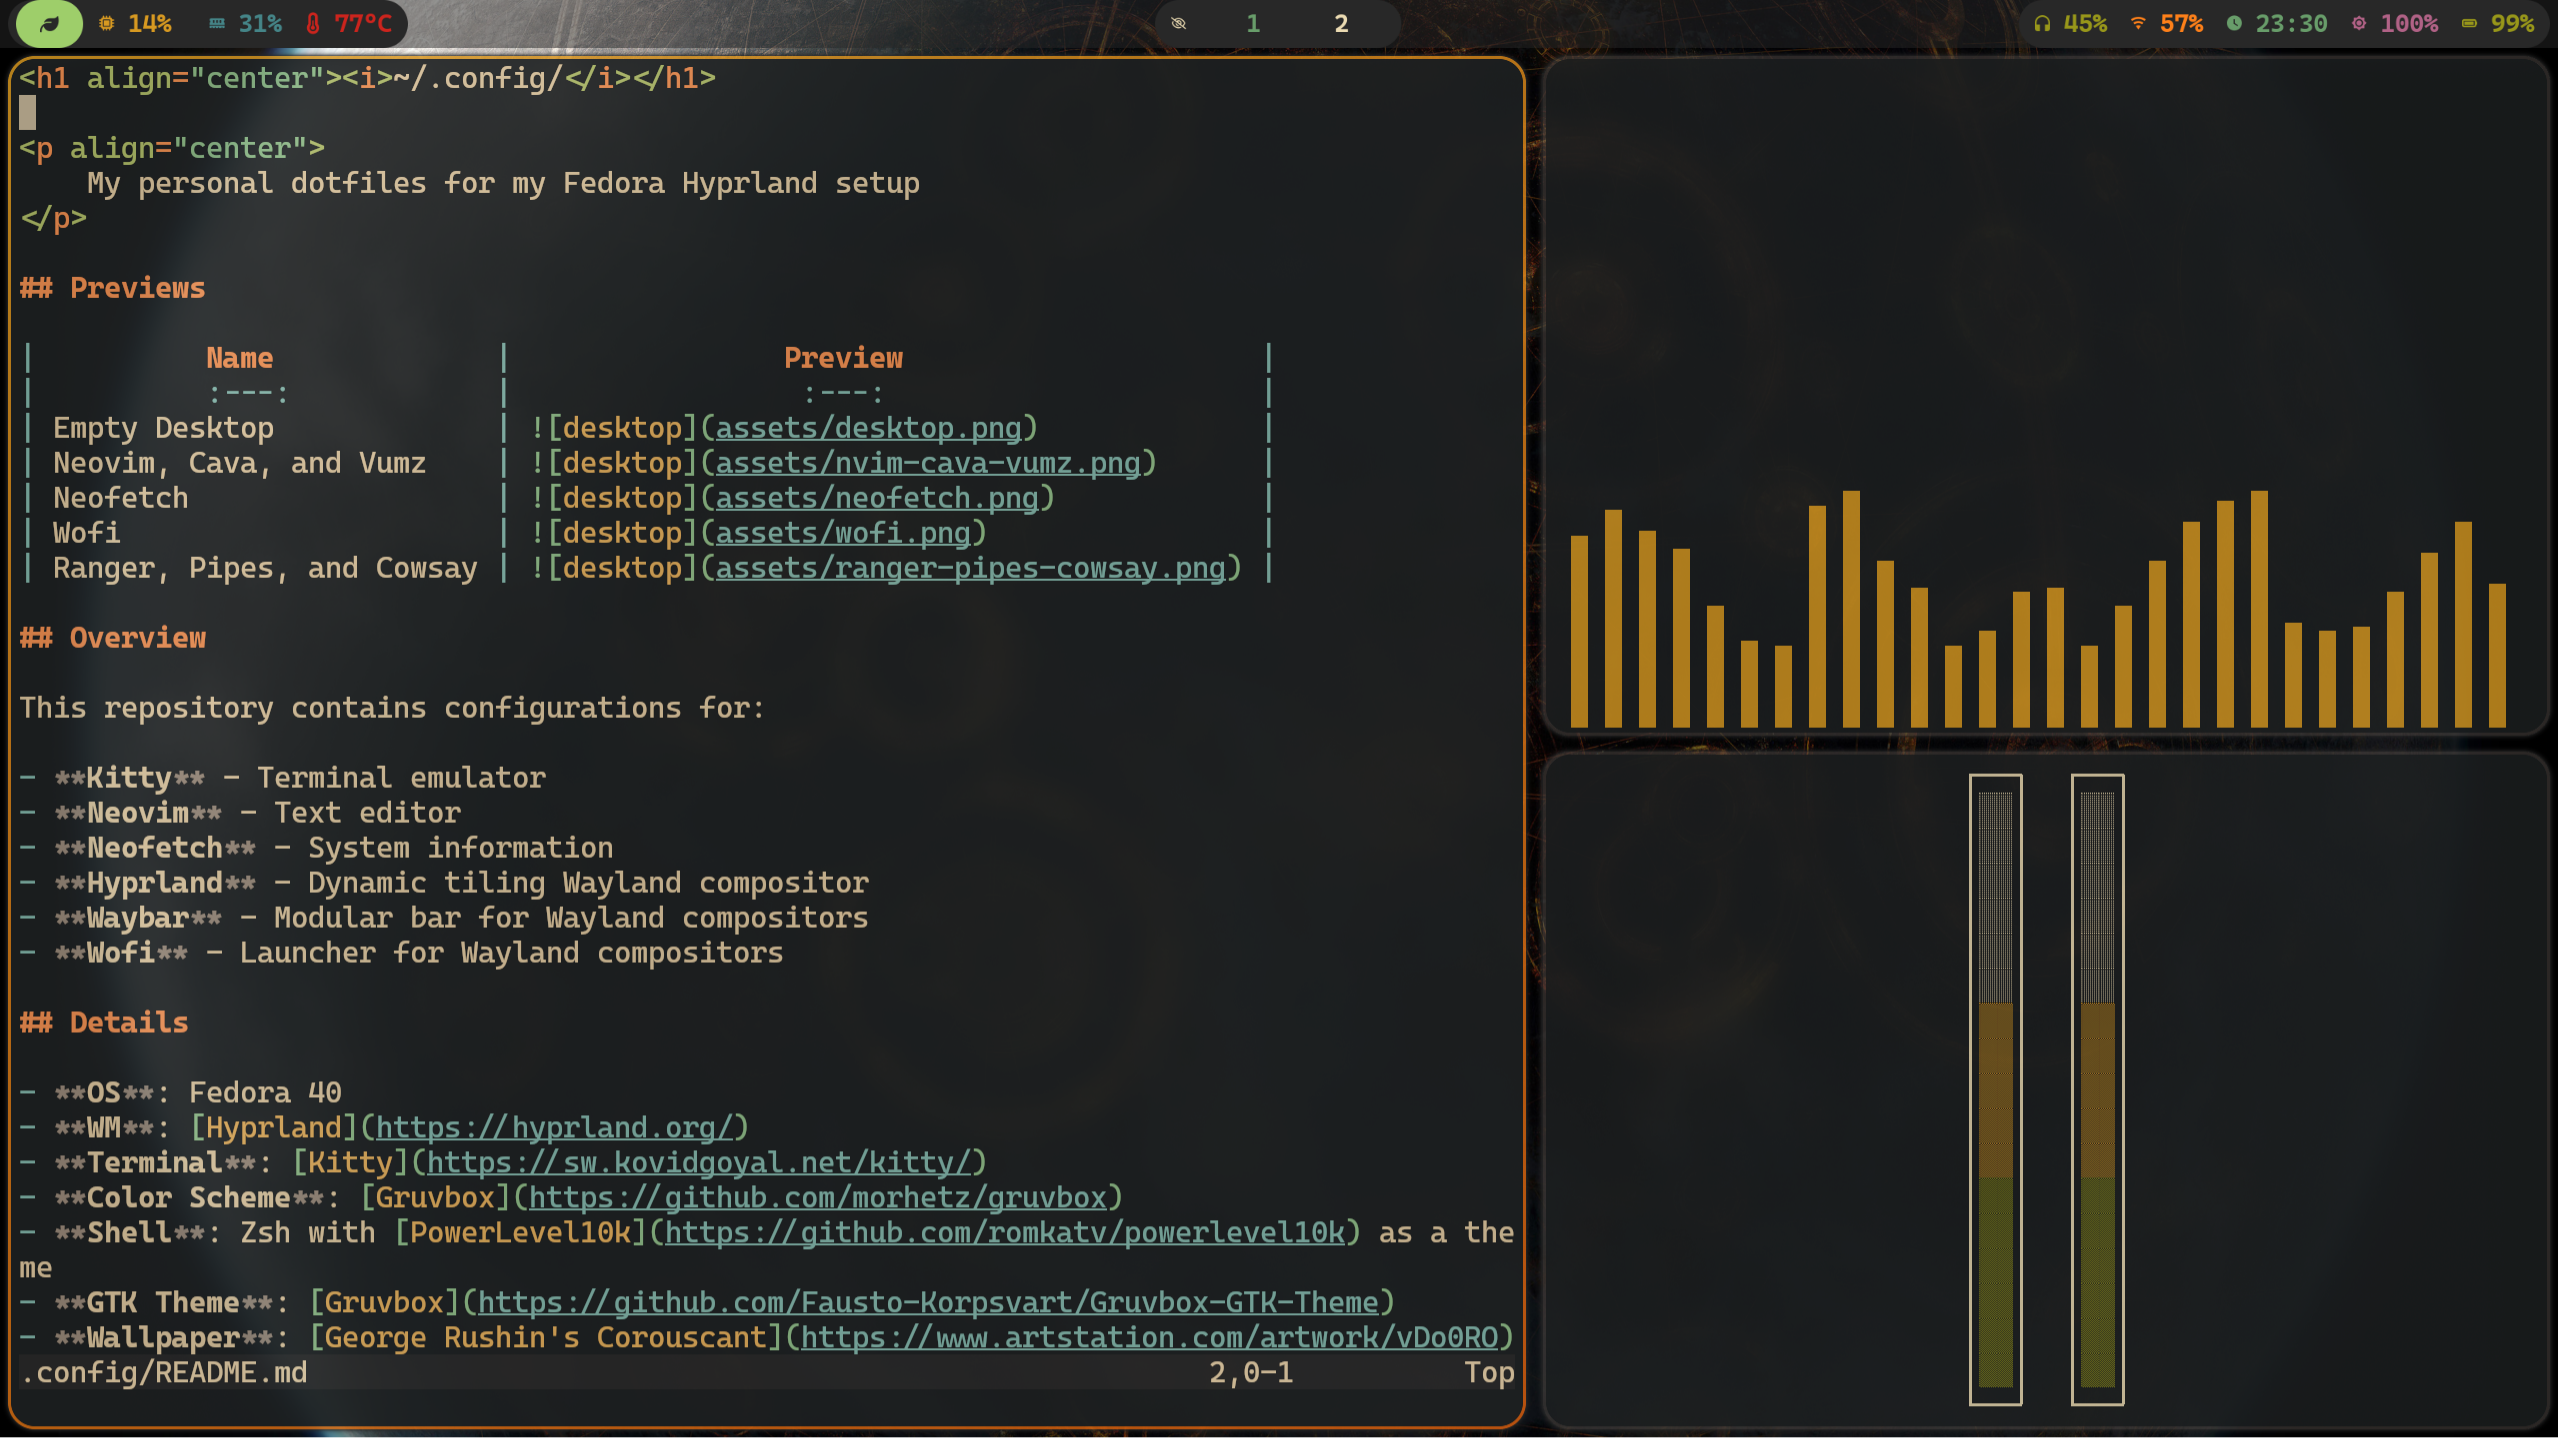 14% 31% 77°C 1 2 45% 57% 23:30 100% 99%
<h1 align="center"><i>~/.config/</i></h1>
<p align="center">
My personal dotfiles for my Fedora Hyprland setup
</p>
## Previews
| Name | Preview |
| :---: | :---: |
| Empty Desktop | ![desktop](assets/desktop.png) |
| Neovim, Cava, and Vumz | ![desktop](assets/nvim-cava-vumz.png) |
| Neofetch | ![desktop](assets/neofetch.png) |
| Wofi | ![desktop](assets/wofi.png) |
| Ranger, Pipes, and Cowsay | ![desktop](assets/ranger-pipes-cowsay.png) |
## Overview
This repository contains configurations for:
- **Kitty** - Terminal emulator
- **Neovim** - Text editor
- **Neofetch** - System information
- **Hyprland** - Dynamic tiling Wayland compositor
- **Waybar** - Modular bar for Wayland compositors
- **Wofi** - Launcher for Wayland compositors
## Details
- **OS**: Fedora 40
- **WM**: [Hyprland](https://hyprland.org/)
- **Terminal**: [Kitty](https://sw.kovidgoyal.net/kitty/)
- **Color Scheme**: [Gruvbox](https://github.com/morhetz/gruvbox)
- **Shell**: Zsh with [PowerLevel10k](https://github.com/romkatv/powerlevel10k) as a the
me
- **GTK Theme**: [Gruvbox](https://github.com/Fausto-Korpsvart/Gruvbox-GTK-Theme)
- **Wallpaper**: [George Rushin's Corouscant](https://www.artstation.com/artwork/vDo0RO)
.config/README.md 2,0-1 Top